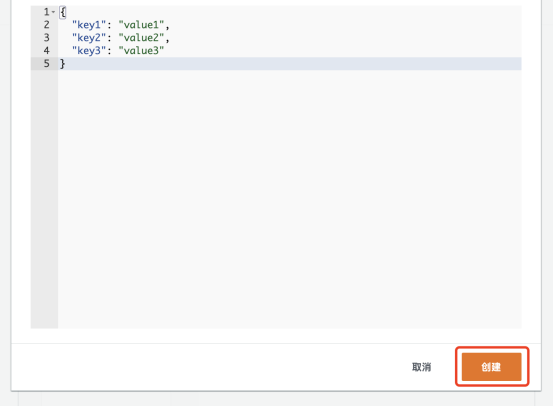 1 {
2 "key1": "value1",
3 "key2": "value2",
4 "key3": "value3"
5 }
取消 创建